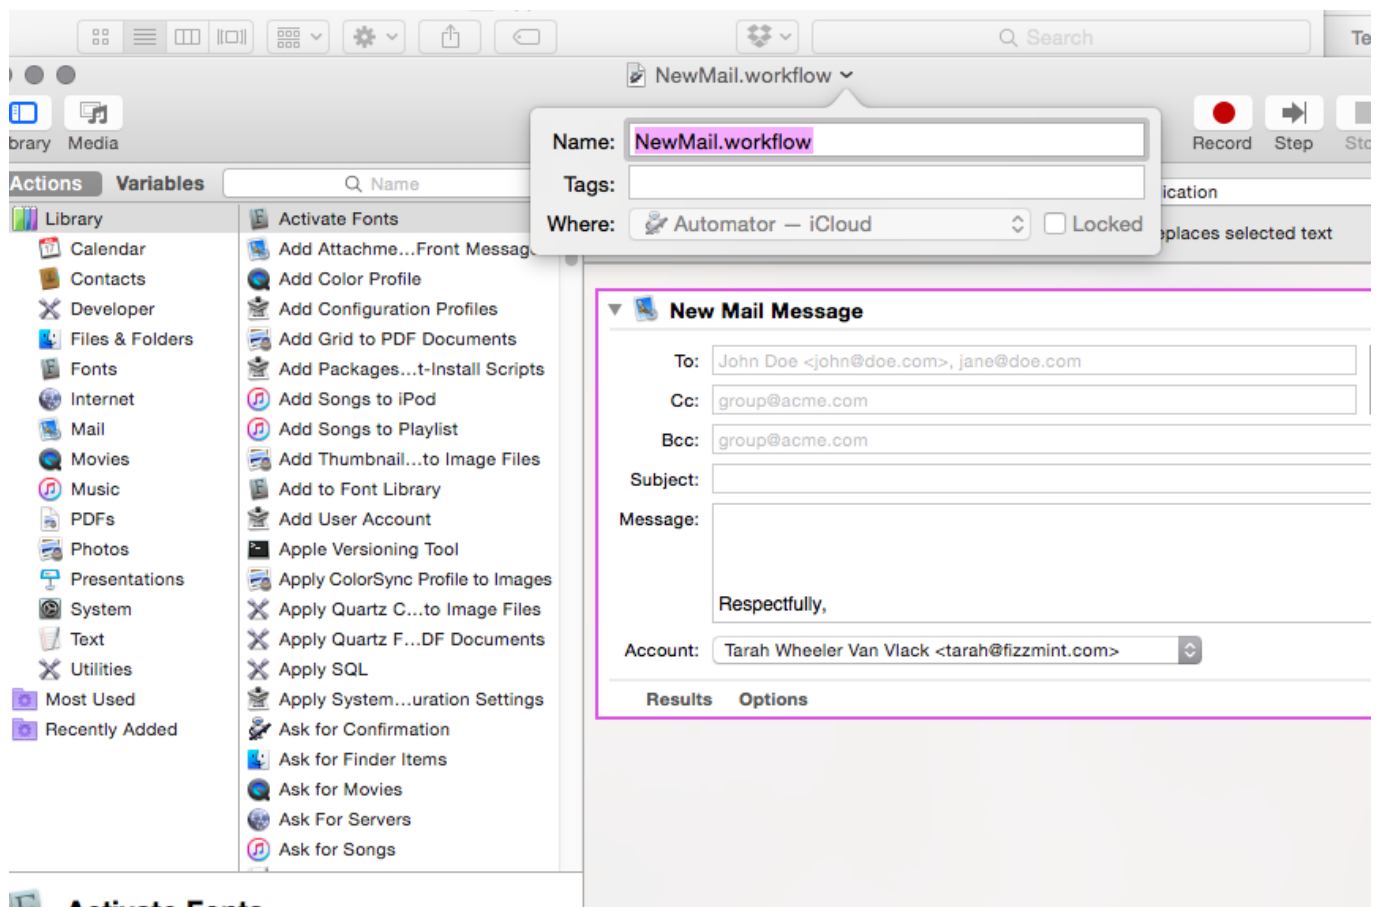 Search
Te
NewMail.workflow
Name: NewMail.workflow
Tags:
Where: Automator — iCloud Locked
brary Media
Record Step Sto
Actions Variables Name
ication
eplaces selected text
Library
Calendar
Contacts
Developer
Files & Folders
Fonts
Internet
Mail
Movies
Music
PDFs
Photos
Presentations
System
Text
Utilities
Most Used
Recently Added
Activate Fonts
Add Attachme...Front Messag
Add Color Profile
Add Configuration Profiles
Add Grid to PDF Documents
Add Packages...t-Install Scripts
Add Songs to iPod
Add Songs to Playlist
Add Thumbnail...to Image Files
Add to Font Library
Add User Account
Apple Versioning Tool
Apply ColorSync Profile to Images
Apply Quartz C...to Image Files
Apply Quartz F...DF Documents
Apply SQL
Apply System...uration Settings
Ask for Confirmation
Ask for Finder Items
Ask for Movies
Ask For Servers
Ask for Songs
New Mail Message
To: John Doe <john@doe.com>, jane@doe.com
Cc: group@acme.com
Bcc: group@acme.com
Subject:
Message:
Respectfully,
Account: Tarah Wheeler Van Vlack <tarah@fizzmint.com>
Results Options
Activate Fonts